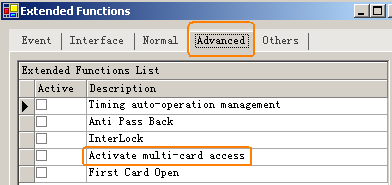 Extended Functions
Event Interface Normal Advanced Others
Extended Functions List
Active Description
Timing auto-operation management
Anti Pass Back
InterLock
Activate multi-card access
First Card Open